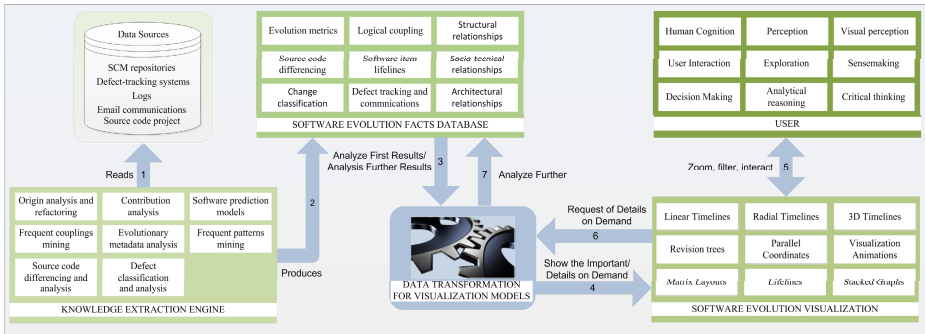 Data Sources
SCM repositories
Defect-tracking systems
Logs
Email communications
Source code project
Reads
1
Origin analysis and
refactoring
Contribution
analysis
Software prediction
models
Frequent couplings
mining
Evolutionary
metadata analysis
Frequent patterns
mining
Source code
differencing and
analysis
Defect
classification
and analysis
KNOWLEDGE EXTRACTION ENGINE
2
Produces
Evolution metrics
Logical coupling
Structural
relationships
Source code
differencing
Software item
lifelines
Socio-tecnical
relationships
Change
classification
Defect tracking and
commnications
Architectural
relationships
SOFTWARE EVOLUTION FACTS DATABASE
Analyze First Results/
Analysis Further Results
3
7
Analyze Further
DATA TRANSFORMATION
FOR VISUALIZATION MODELS
Request of Details
on Demand
6
Show the Important/
Details on Demand
4
Human Cognition
Perception
Visual perception
User Interaction
Exploration
Sensemaking
Decision Making
Analytical
reasoning
Critical thinking
USER
Zoom, filter, interact
5
Linear Timelines
Radial Timelines
3D Timelines
Revision trees
Parallel
Coordinates
Visualization
Animations
Matrix Layouts
Lifelines
Stacked Graphs
SOFTWARE EVOLUTION VISUALIZATION